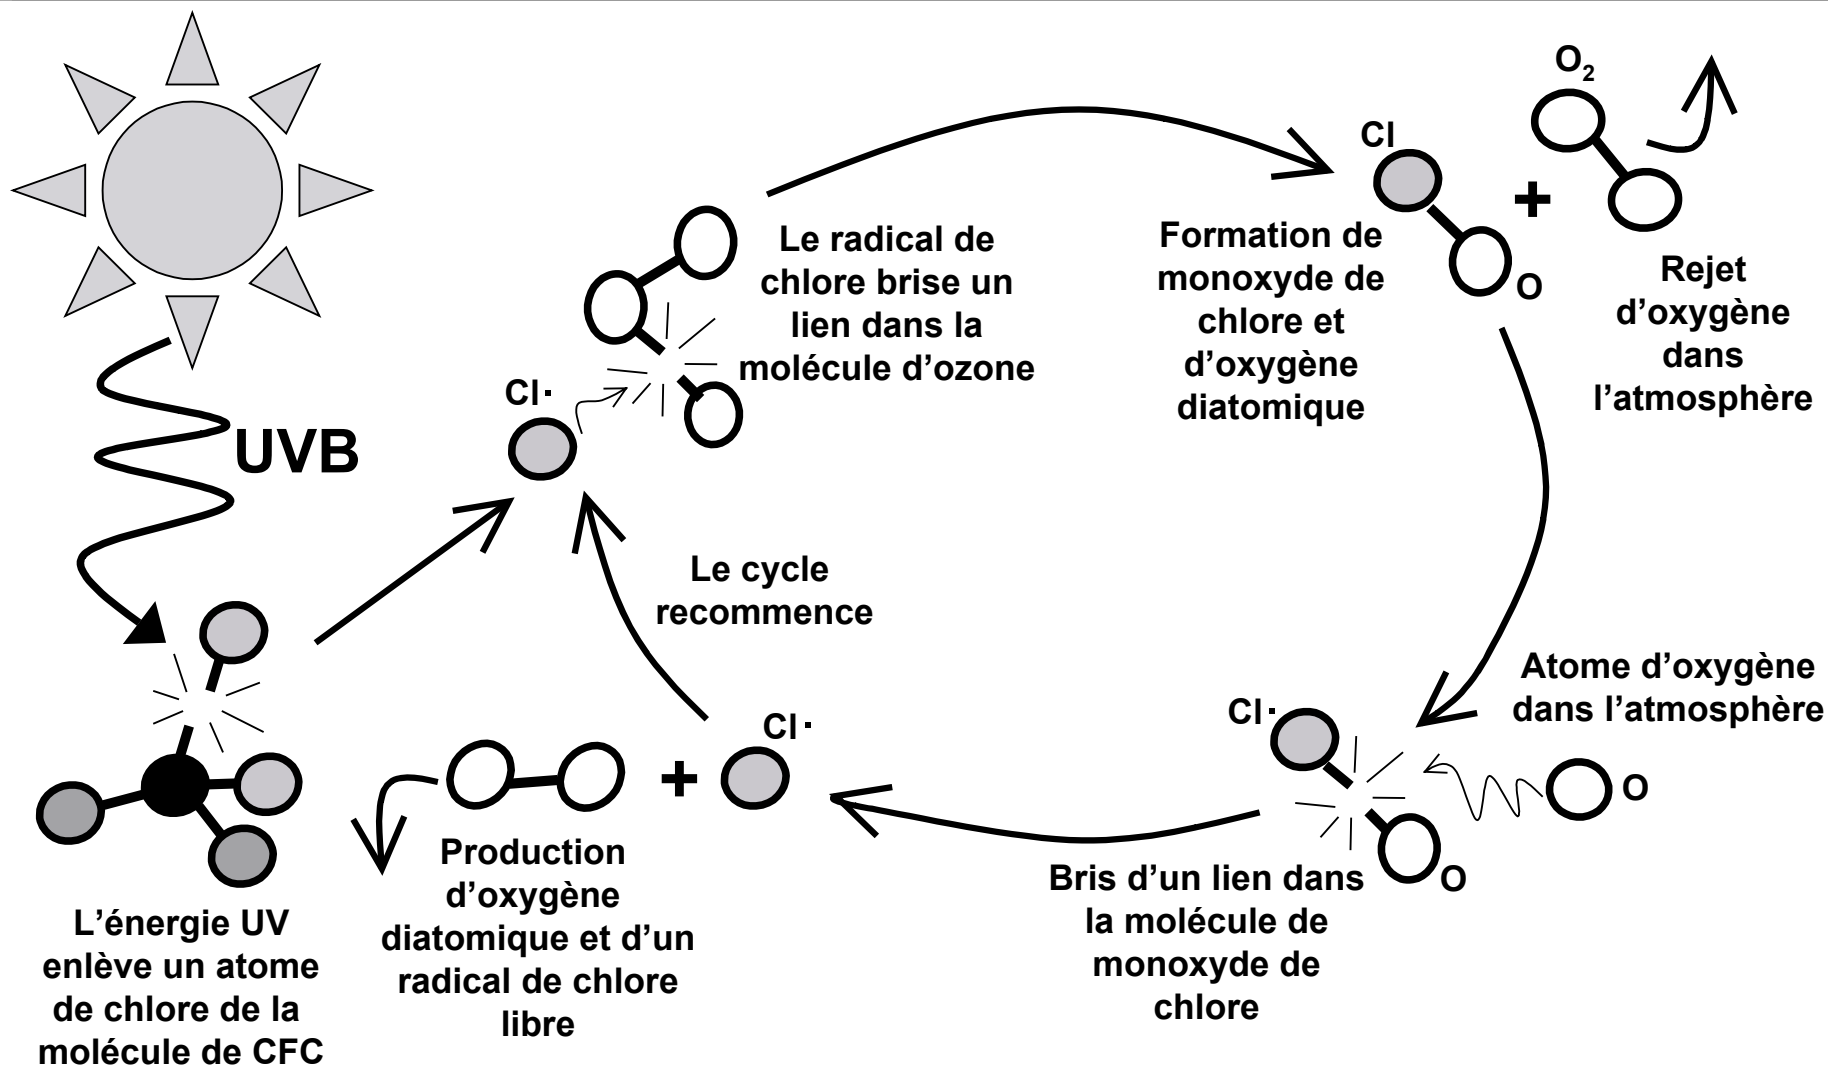 UVB
L’énergie UV
enlève un atome
de chlore de la
molécule de CFC
Cl·
Le radical de
chlore brise un
lien dans la
molécule d’ozone
Formation de
monoxyde de
chlore et
d’oxygène
diatomique
Cl
O
+
O₂
Rejet
d’oxygène
dans
l’atmosphère
Atome d’oxygène
dans l’atmosphère
O
Cl·
O
Bris d’un lien dans
la molécule de
monoxyde de
chlore
Cl·
+
Production
d’oxygène
diatomique et d’un
radical de chlore
libre
Le cycle
recommence